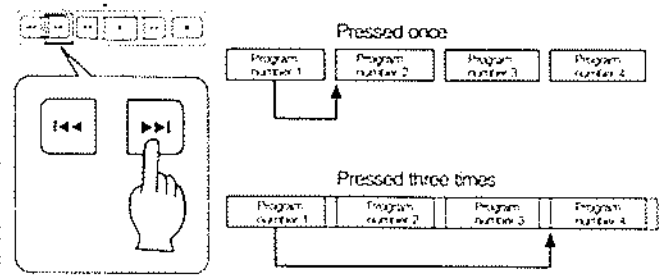 Pressed once
Program number 1
Program number 2
Program number 3
Program number 4
Pressed three times
Program number 1
Program number 2
Program number 3
Program number 4